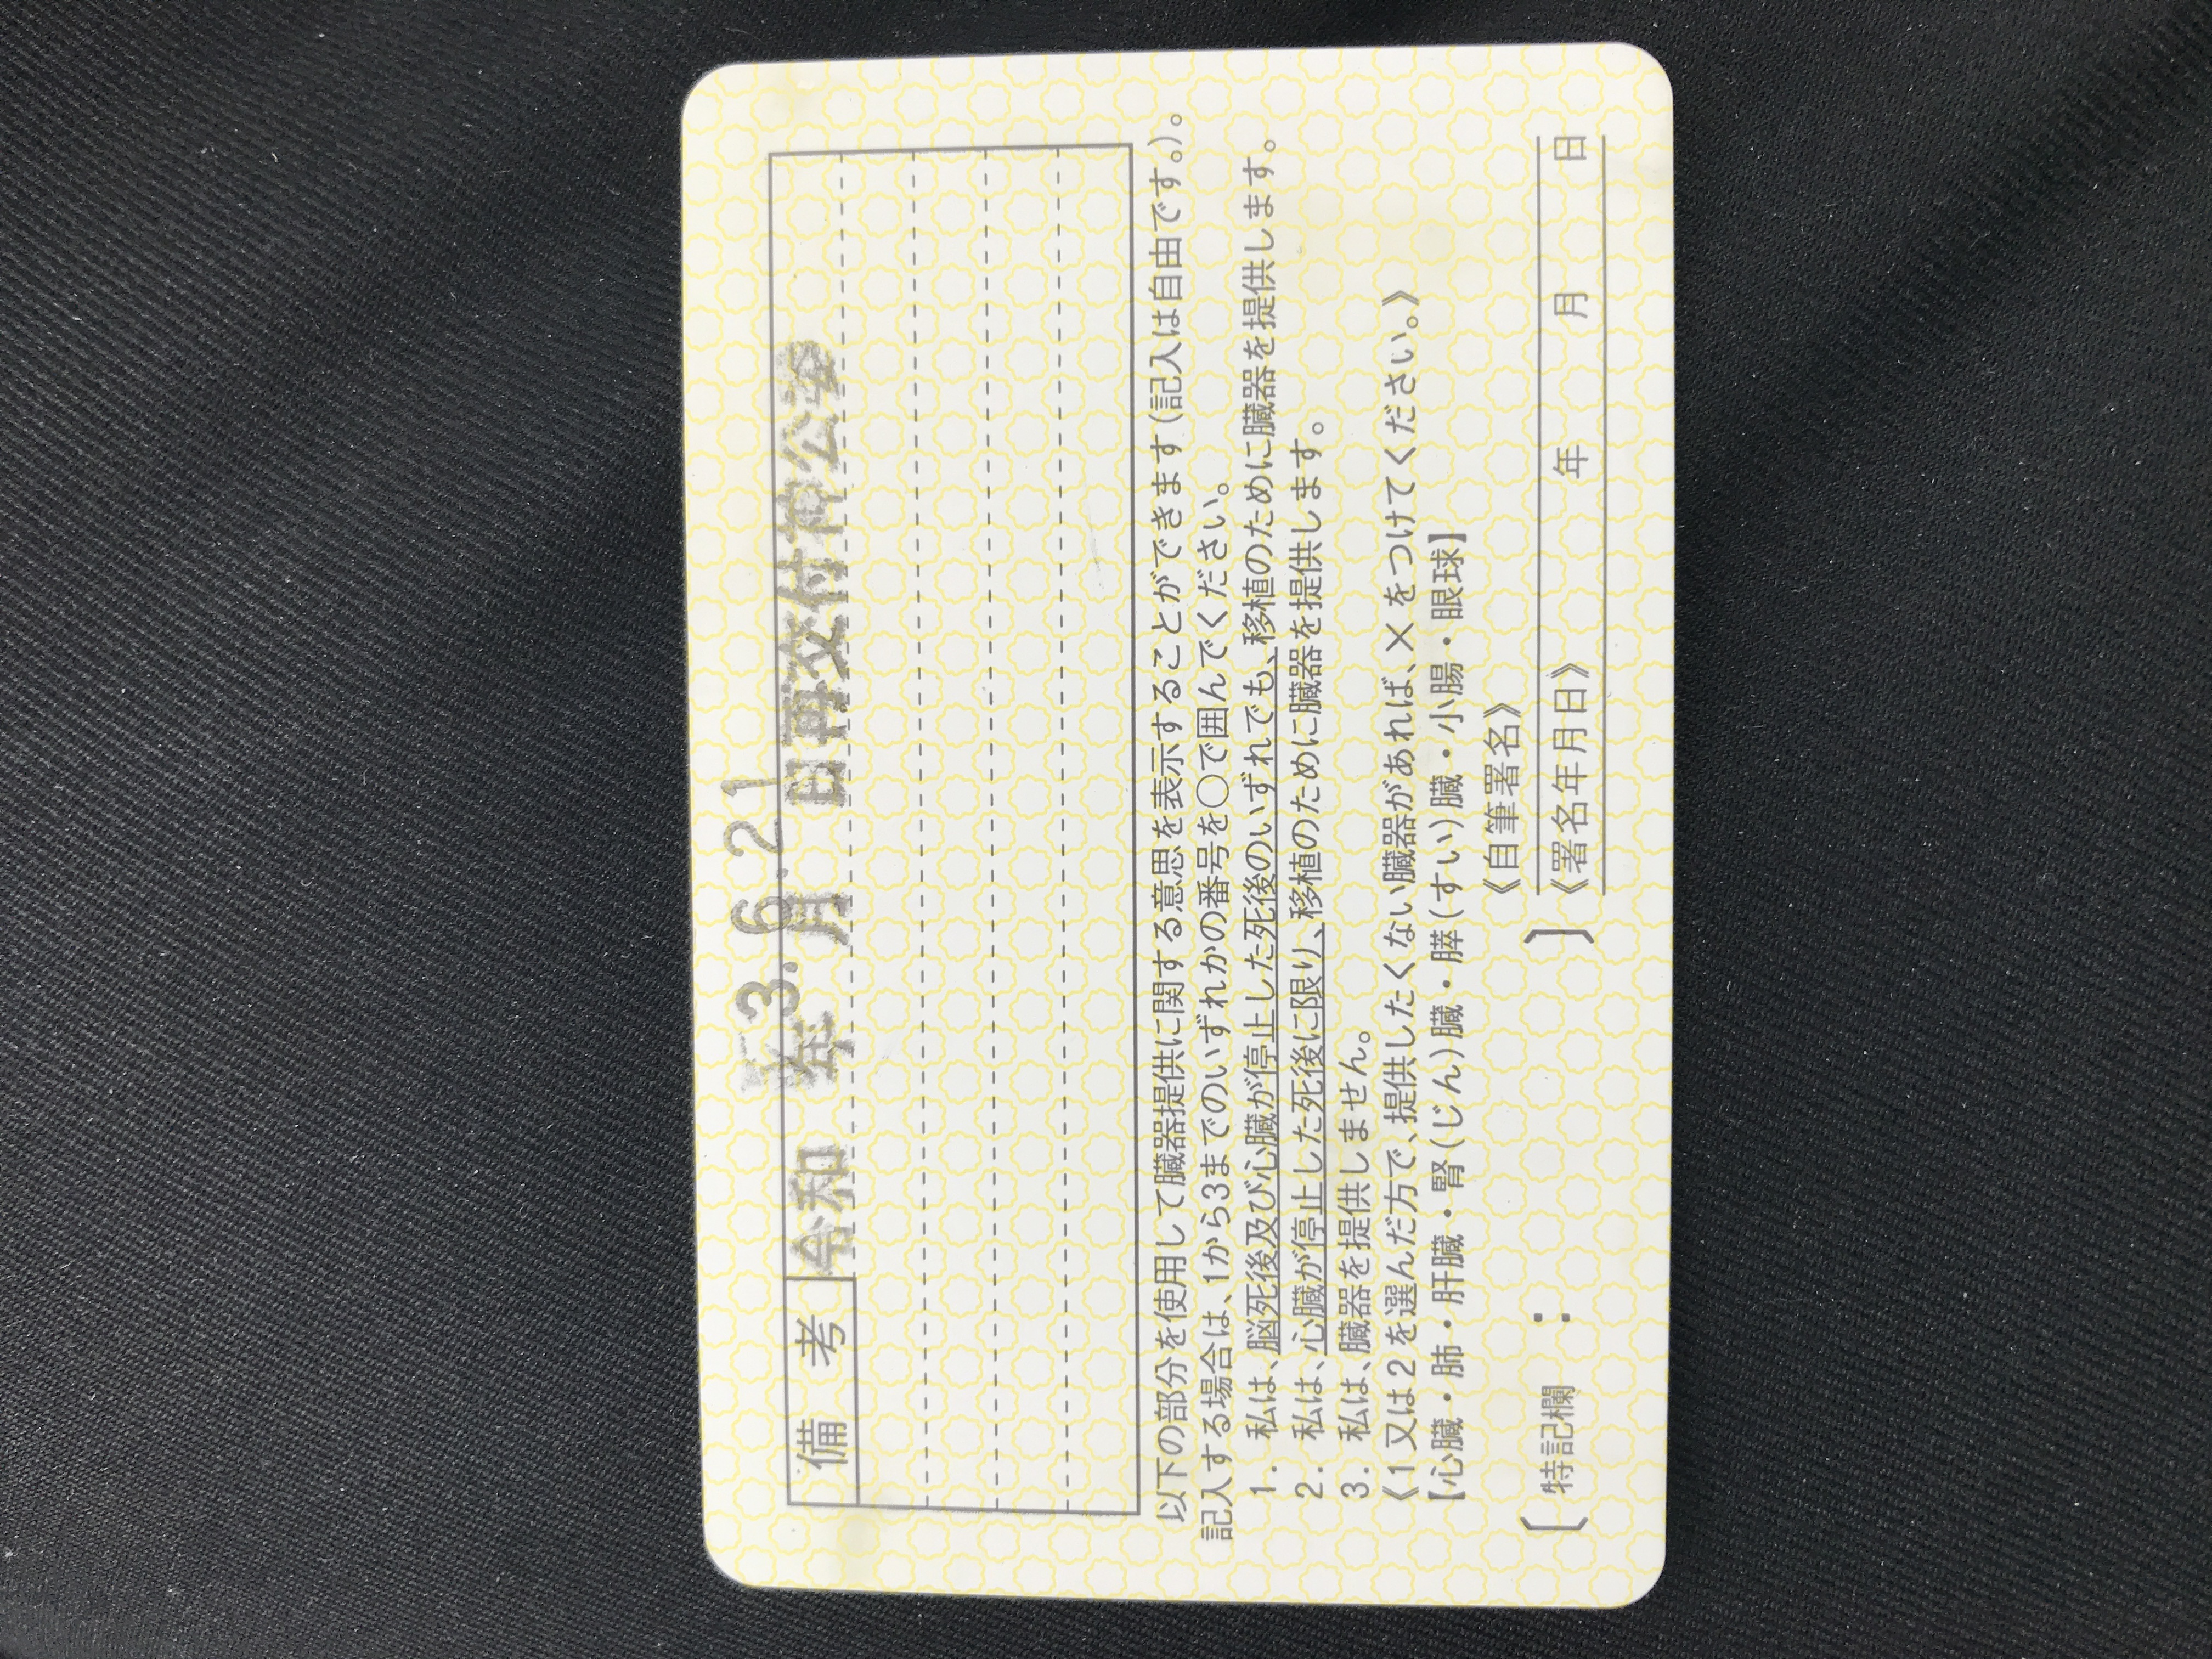 備考
令和 年 月 日再交付神公委
3.6.21
以下の部分を使用して臓器提供に関する意思を表示することができます(記入は自由です。)。
記入する場合は、1から3までのいずれかの番号を○で囲んでください。
1. 私は、脳死後及び心臓が停止した死後のいずれでも、移植のために臓器を提供します。
2. 私は、心臓が停止した死後に限り、移植のために臓器を提供します。
3. 私は、臓器を提供しません。
《1又は2を選んだ方で、提供したくない臓器があれば、×をつけてください。》
【心臓・肺・肝臓・腎(じん)臓・膵(すい)臓・小腸・眼球】
《自筆署名》
〔特記欄: 〕《署名年月日》 年 月 日